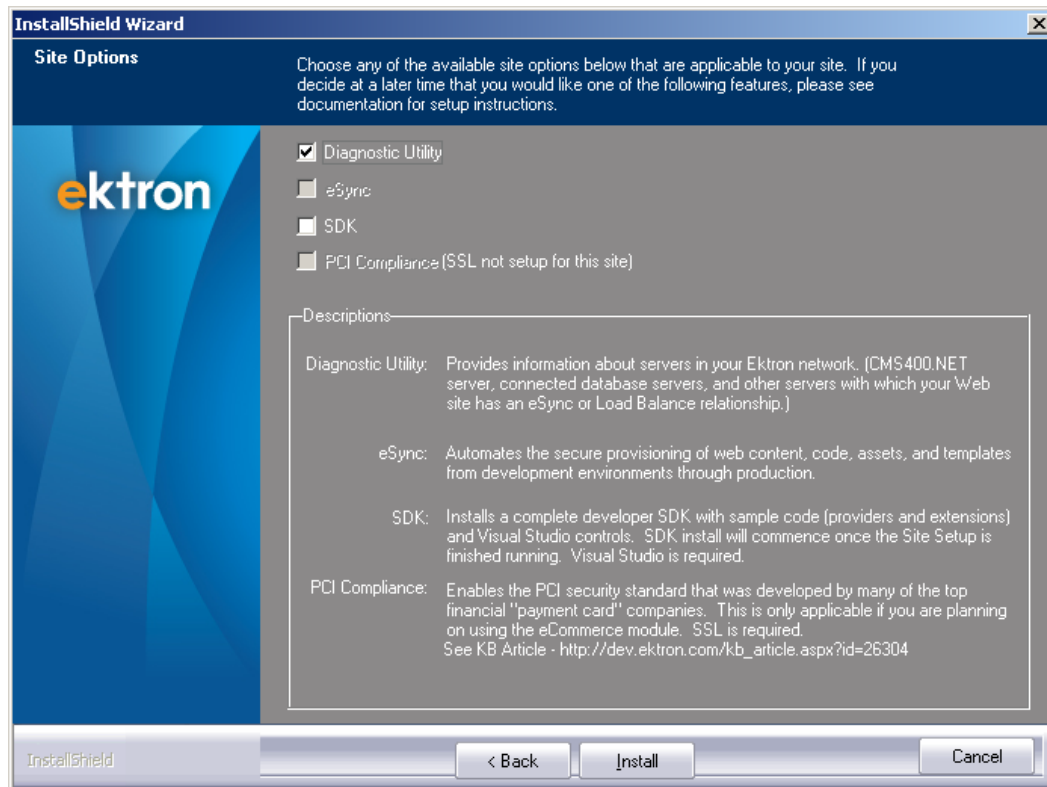 InstallShield Wizard
Site Options
Choose any of the available site options below that are applicable to your site. If you
decide at a later time that you would like one of the following features, please see
documentation for setup instructions.
ektron
Diagnostic Utility
eSync
SDK
PCI Compliance (SSL not setup for this site)
Descriptions
Diagnostic Utility: Provides information about servers in your Ektron network. (CMS400.NET
server, connected database servers, and other servers with which your Web
site has an eSync or Load Balance relationship.)
eSync: Automates the secure provisioning of web content, code, assets, and templates
from development environments through production.
SDK: Installs a complete developer SDK with sample code (providers and extensions)
and Visual Studio controls. SDK install will commence once the Site Setup is
finished running. Visual Studio is required.
PCI Compliance: Enables the PCI security standard that was developed by many of the top
financial "payment card" companies. This is only applicable if you are planning
on using the eCommerce module. SSL is required.
See KB Article - http://dev.ektron.com/kb_article.aspx?id=26304
InstallShield
< Back
Install
Cancel